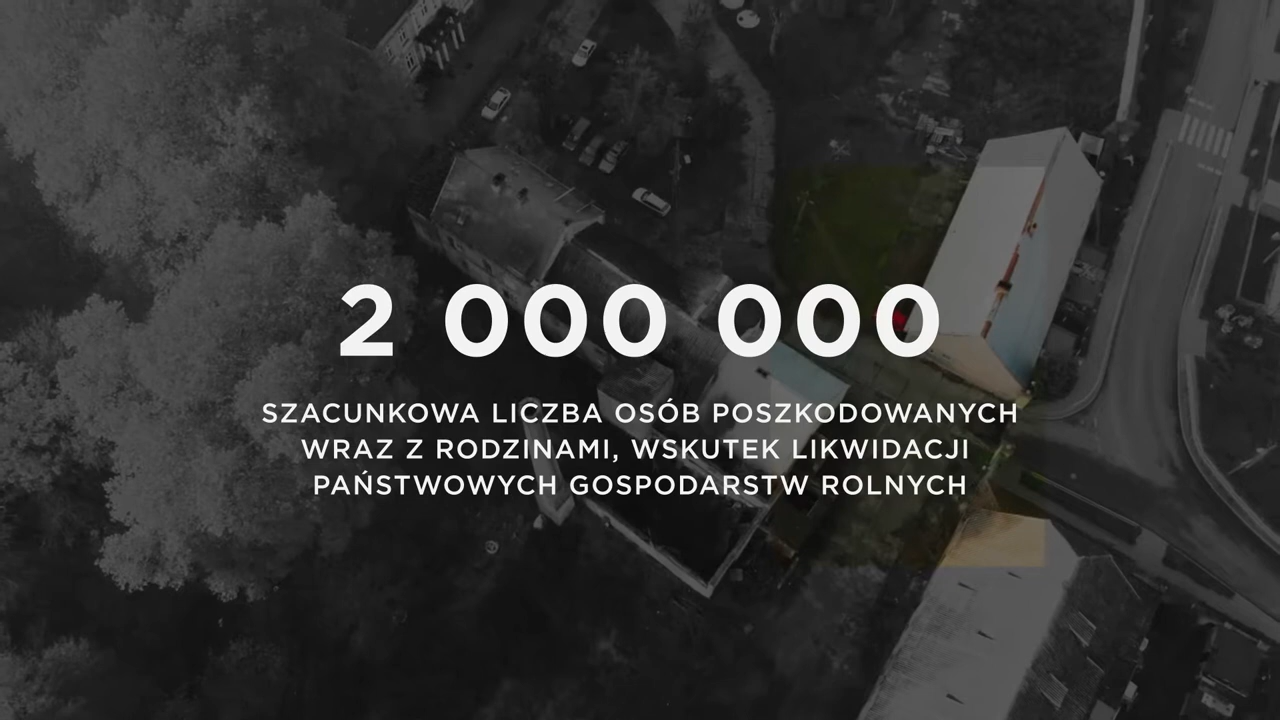 2 000 000
SZACUNKOWA LICZBA OSÓB POSZKODOWANYCH
WRAZ Z RODZINAMI, WSKUTEK LIKWIDACJI
PAŃSTWOWYCH GOSPODARSTW ROLNYCH